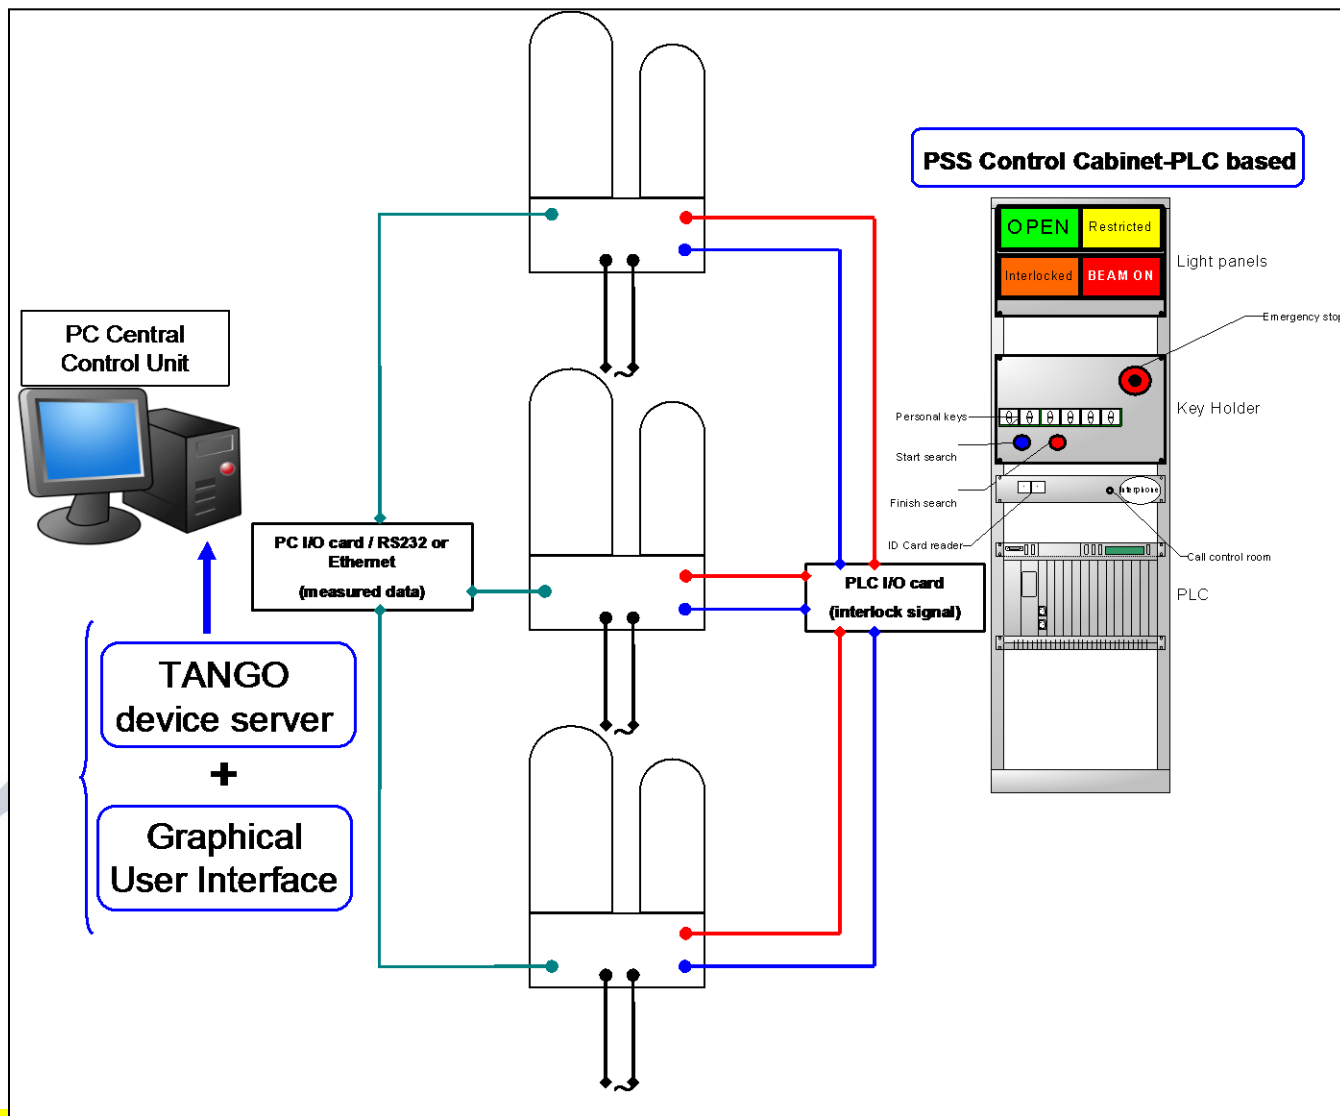 PSS Control Cabinet-PLC based
OPEN
Restricted
Interlocked
BEAM ON
Light panels
Emergency stop
PC Central
Control Unit
Personal keys
Key Holder
Start search
Finish search
Interphone
ID Card reader
Call control room
PC I/O card / RS232 or
Ethernet
(measured data)
PLC I/O card
(interlock signal)
PLC
TANGO
device server
+
Graphical
User Interface
~
~
~